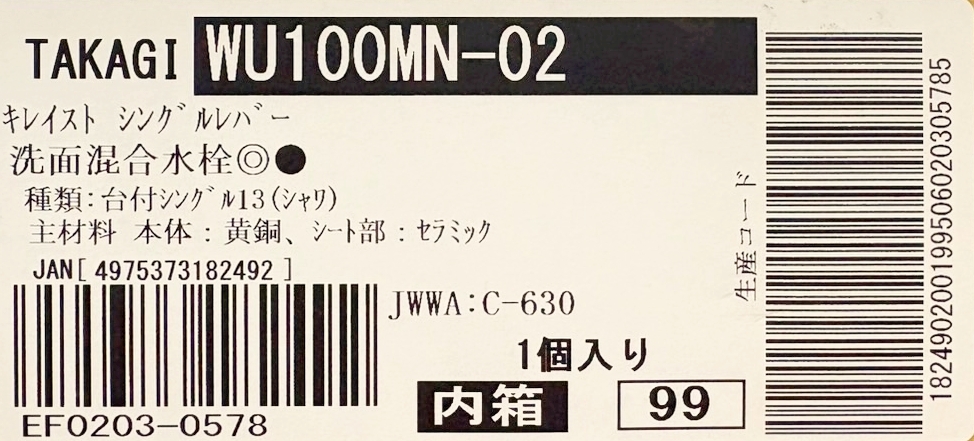 TAKAGI WU100MN-02
キレイスト シングルレバー
洗面混合水栓◎●
種類:台付シングル13(シャワ)
主材料 本体:黄銅、シート部:セラミック
JAN[ 4975373182492 ]
JWWA:C-630
1個入り
内箱 99
EF0203-0578
生産コード
182490200199506020305785